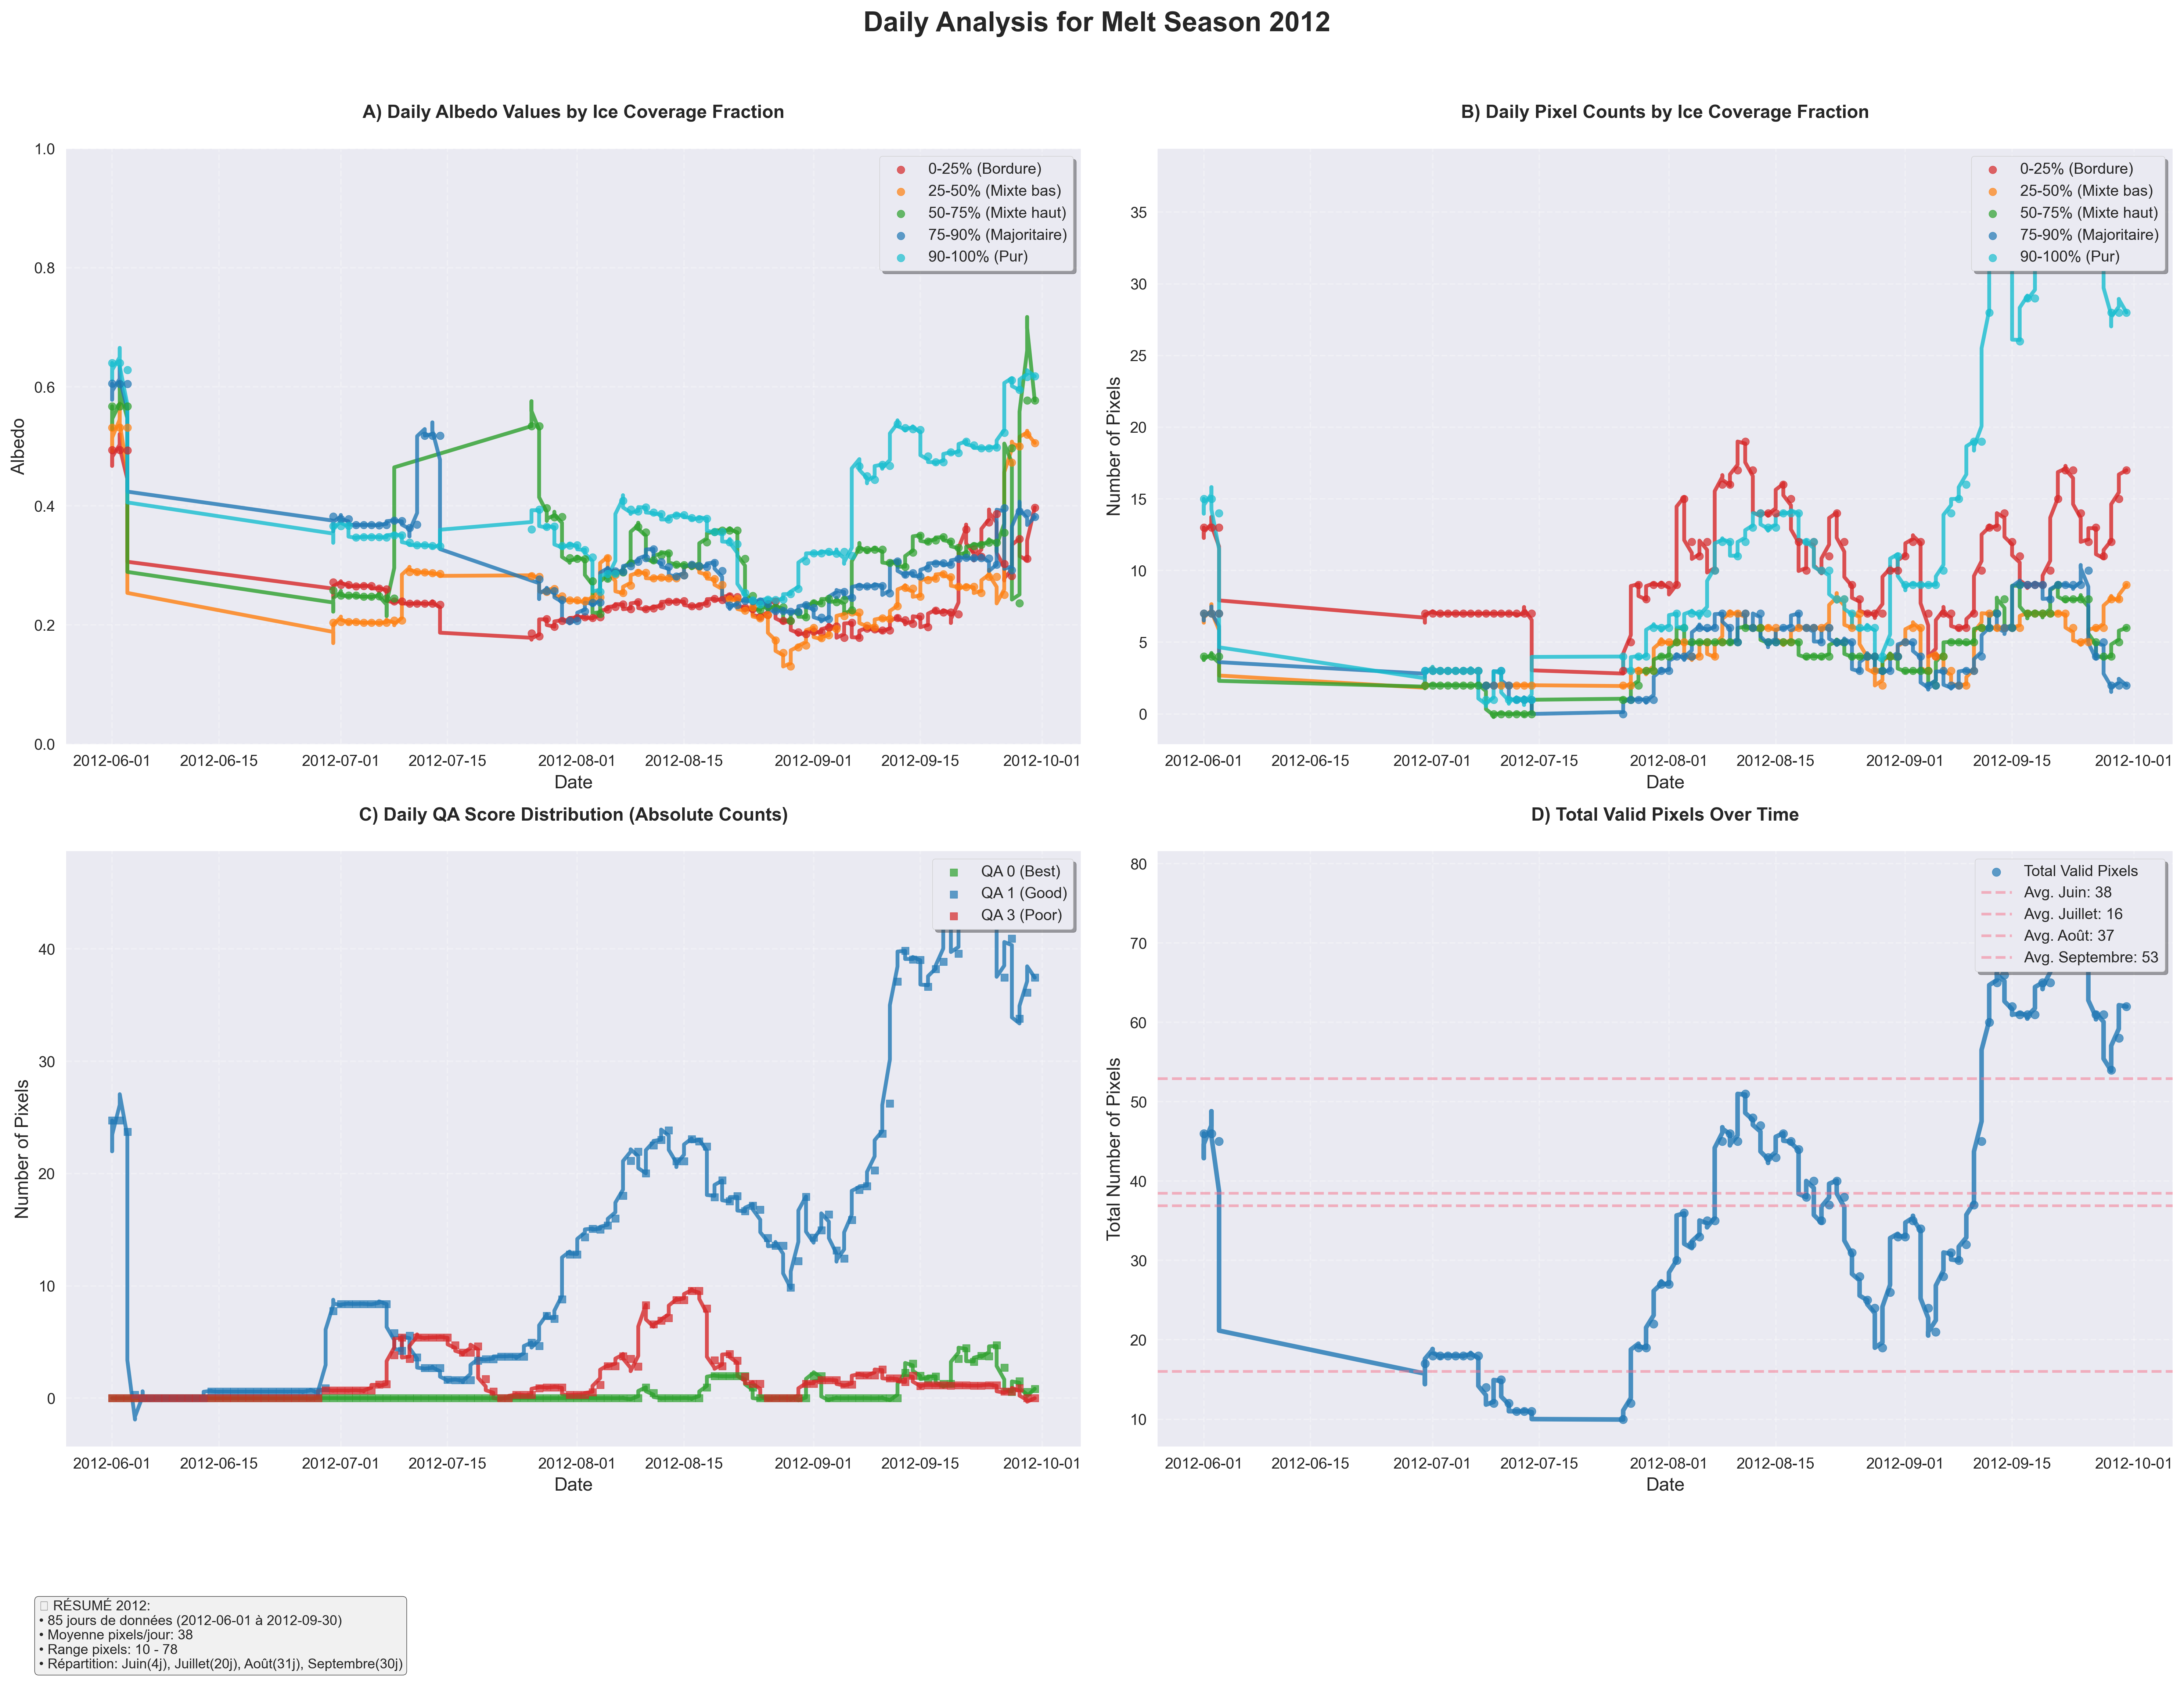 Daily Analysis for Melt Season 2012
A) Daily Albedo Values by Ice Coverage Fraction
Albedo
1.0
0.8
0.6
0.4
0.2
0.0
0-25% (Bordure)
25-50% (Mixte bas)
50-75% (Mixte haut)
75-90% (Majoritaire)
90-100% (Pur)
2012-06-01
2012-06-15
2012-07-01
2012-07-15
2012-08-01
2012-08-15
2012-09-01
2012-09-15
2012-10-01
Date
B) Daily Pixel Counts by Ice Coverage Fraction
Number of Pixels
35
30
25
20
15
10
5
0
0-25% (Bordure)
25-50% (Mixte bas)
50-75% (Mixte haut)
75-90% (Majoritaire)
90-100% (Pur)
2012-06-01
2012-06-15
2012-07-01
2012-07-15
2012-08-01
2012-08-15
2012-09-01
2012-09-15
2012-10-01
Date
C) Daily QA Score Distribution (Absolute Counts)
Number of Pixels
40
30
20
10
0
QA 0 (Best)
QA 1 (Good)
QA 3 (Poor)
2012-06-01
2012-06-15
2012-07-01
2012-07-15
2012-08-01
2012-08-15
2012-09-01
2012-09-15
2012-10-01
Date
D) Total Valid Pixels Over Time
Total Number of Pixels
80
70
60
50
40
30
20
10
Total Valid Pixels
Avg. Juin: 38
Avg. Juillet: 16
Avg. Août: 37
Avg. Septembre: 53
2012-06-01
2012-06-15
2012-07-01
2012-07-15
2012-08-01
2012-08-15
2012-09-01
2012-09-15
2012-10-01
Date
RÉSUMÉ 2012:
• 85 jours de données (2012-06-01 à 2012-09-30)
• Moyenne pixels/jour: 38
• Range pixels: 10 - 78
• Répartition: Juin(4j), Juillet(20j), Août(31j), Septembre(30j)